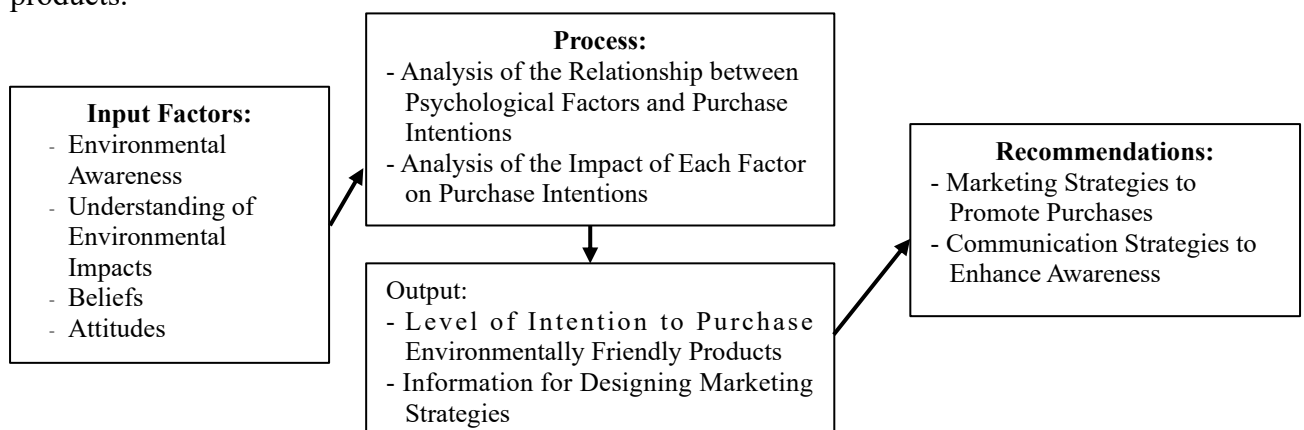 products.
Input Factors:
- Environmental
Awareness
- Understanding of
Environmental
Impacts
- Beliefs
- Attitudes
Process:
- Analysis of the Relationship between
Psychological Factors and Purchase
Intentions
- Analysis of the Impact of Each Factor
on Purchase Intentions
Output:
- Level of Intention to Purchase
Environmentally Friendly Products
- Information for Designing Marketing
Strategies
Recommendations:
- Marketing Strategies to
Promote Purchases
- Communication Strategies to
Enhance Awareness